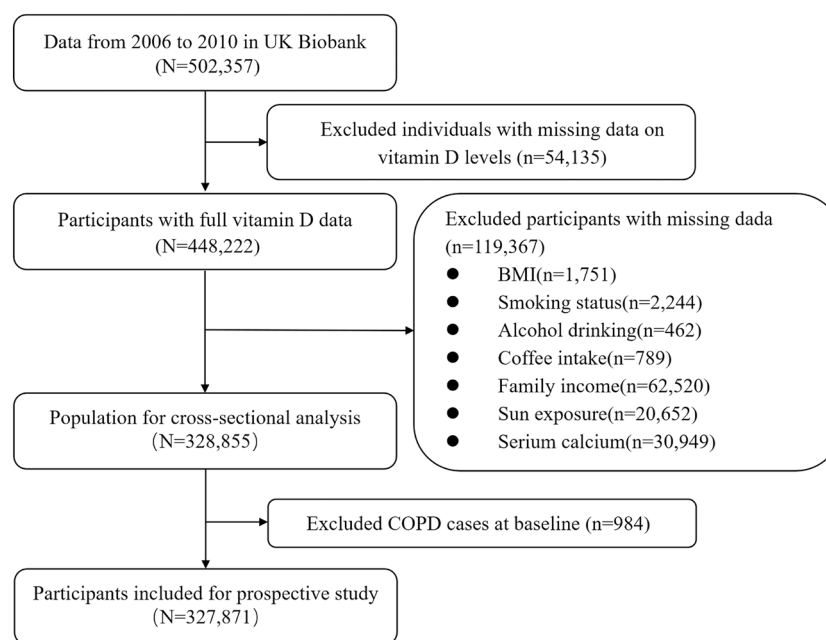 Data from 2006 to 2010 in UK Biobank
(N=502,357)
Excluded individuals with missing data on
vitamin D levels (n=54,135)
Participants with full vitamin D data
(N=448,222)
Excluded participants with missing dada
(n=119,367)
● BMI(n=1,751)
● Smoking status(n=2,244)
● Alcohol drinking(n=462)
● Coffee intake(n=789)
● Family income(n=62,520)
● Sun exposure(n=20,652)
● Serium calcium(n=30,949)
Population for cross-sectional analysis
(N=328,855)
Excluded COPD cases at baseline (n=984)
Participants included for prospective study
(N=327,871)